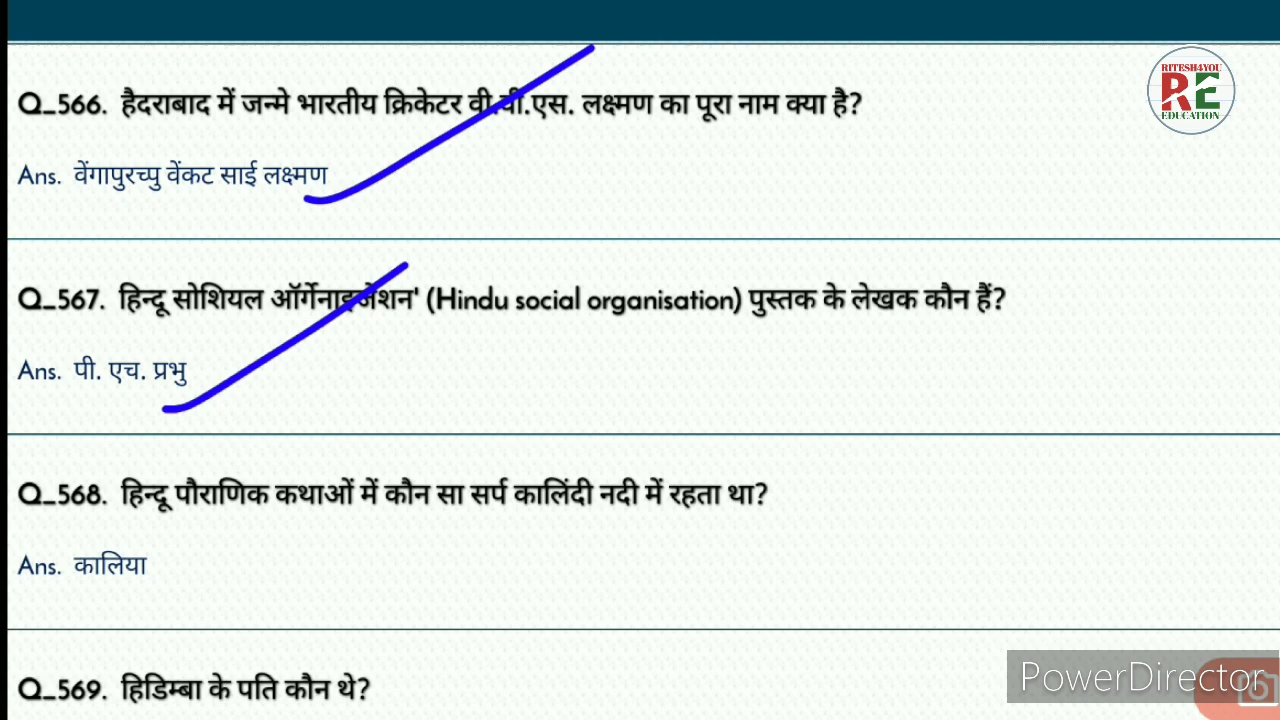 RITESH4YOU
RE
EDUCATION
Q_566. हैदराबाद में जन्मे भारतीय क्रिकेटर वी.वी.एस. लक्ष्मण का पूरा नाम क्या है?
Ans. वेंगापुरच्पु वेंकट साई लक्ष्मण
Q_567. हिन्दू सोशियल ऑर्गेनाइजेशन' (Hindu social organisation) पुस्तक के लेखक कौन हैं?
Ans. पी. एच. प्रभु
Q_568. हिन्दू पौराणिक कथाओं में कौन सा सर्प कालिंदी नदी में रहता था?
Ans. कालिया
Q_569. हिडिम्बा के पति कौन थे?
PowerDirector